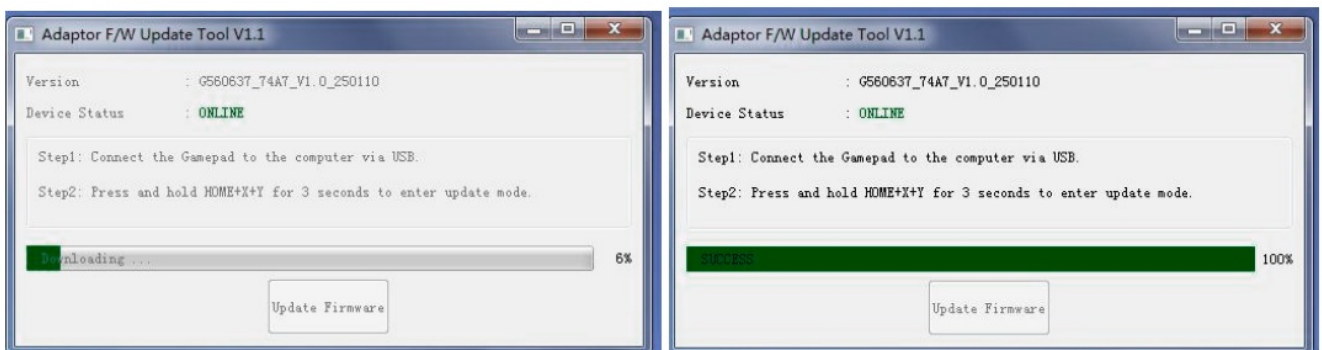 Adaptor F/W Update Tool V1.1
Version : G560637_74A7_V1.0_250110
Device Status : ONLINE
Step1: Connect the Gamepad to the computer via USB.
Step2: Press and hold HOME+X+Y for 3 seconds to enter update mode.
Downloading ... 6%
Update Firmware
Adaptor F/W Update Tool V1.1
Version : G560637_74A7_V1.0_250110
Device Status : ONLINE
Step1: Connect the Gamepad to the computer via USB.
Step2: Press and hold HOME+X+Y for 3 seconds to enter update mode.
SUCCESS 100%
Update Firmware